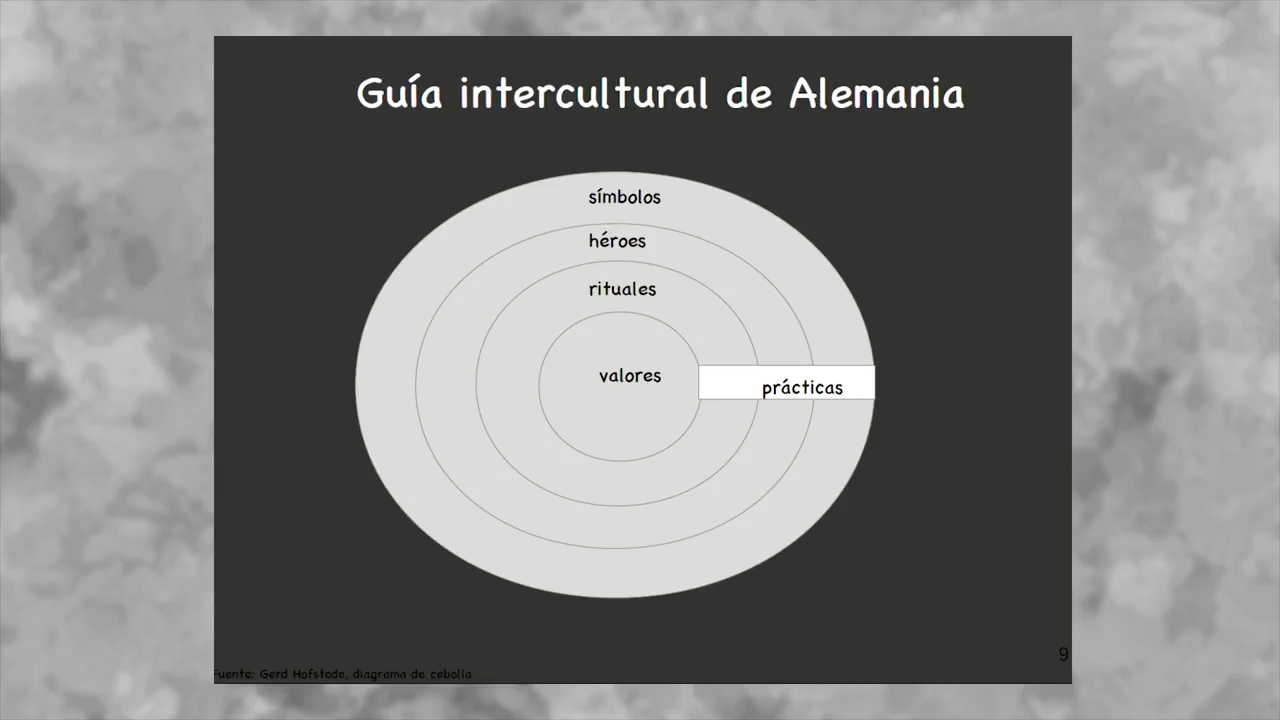 Guía intercultural de Alemania
símbolos
héroes
rituales
valores
prácticas
9
Fuente: Gerd Hofstede, diagrama de cebolla